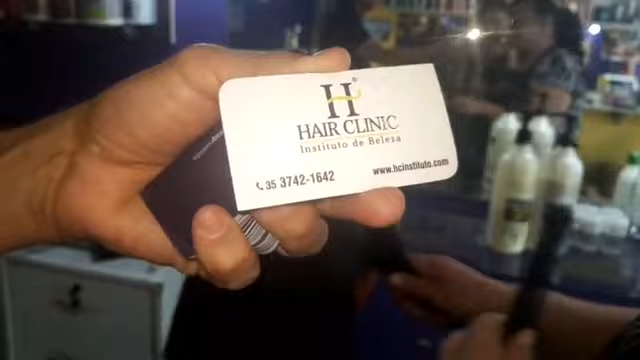 H®
HAIR CLINIC
Instituto de Beleza
35 3742-1642
www.hcinstituto.com